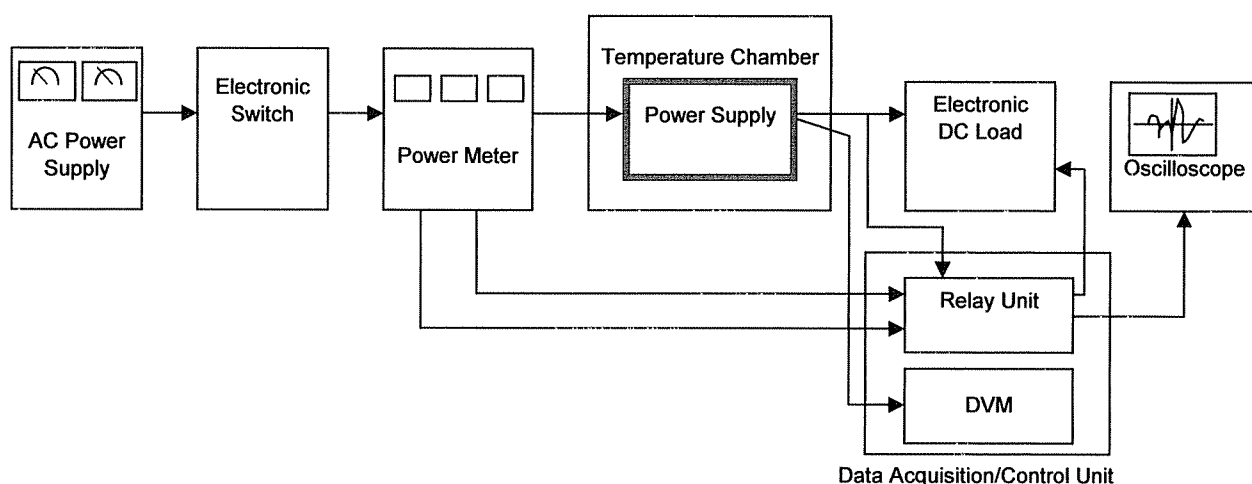 AC Power
Supply
Electronic
Switch
Power Meter
Temperature Chamber
Power Supply
Electronic
DC Load
Oscilloscope
Relay Unit
DVM
Data Acquisition/Control Unit